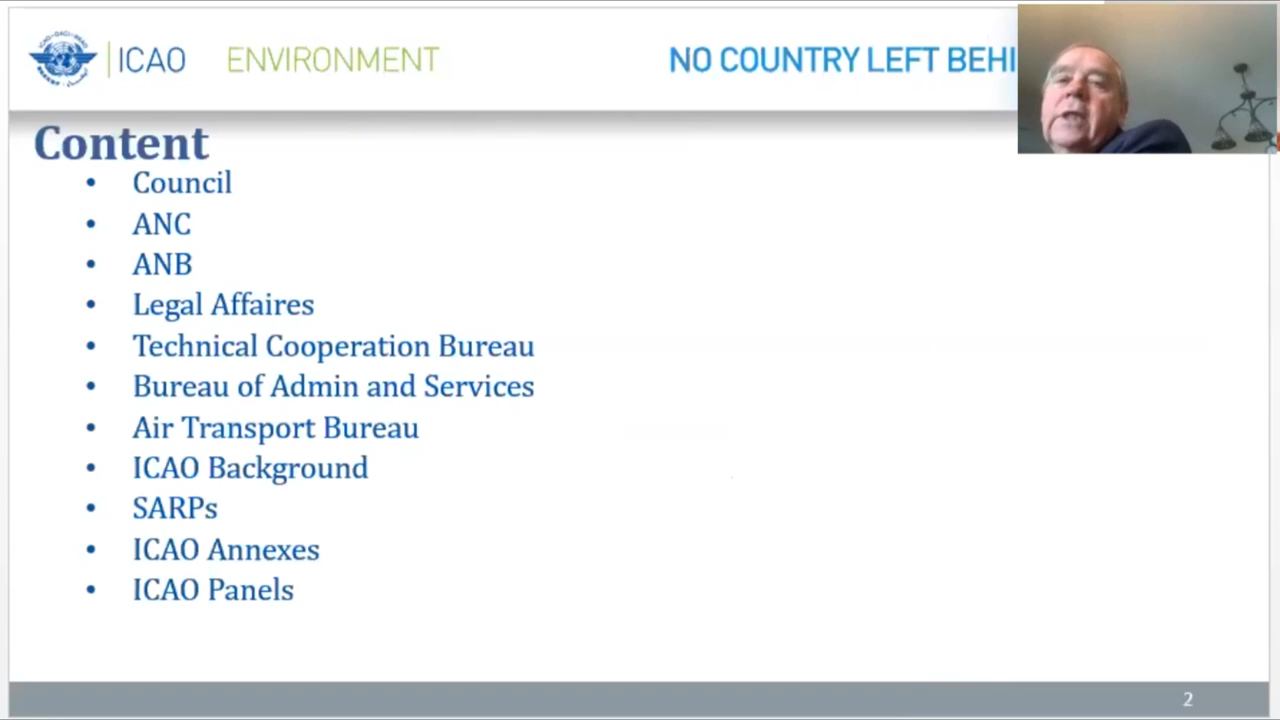 ICAO ENVIRONMENT
NO COUNTRY LEFT BEHI
Content
• Council
• ANC
• ANB
• Legal Affaires
• Technical Cooperation Bureau
• Bureau of Admin and Services
• Air Transport Bureau
• ICAO Background
• SARPs
• ICAO Annexes
• ICAO Panels
2